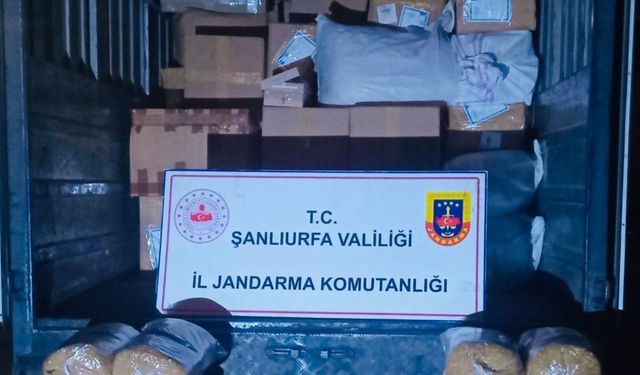 T.C.
ŞANLIURFA VALİLİĞİ
İL JANDARMA KOMUTANLIĞI
JANDARMA